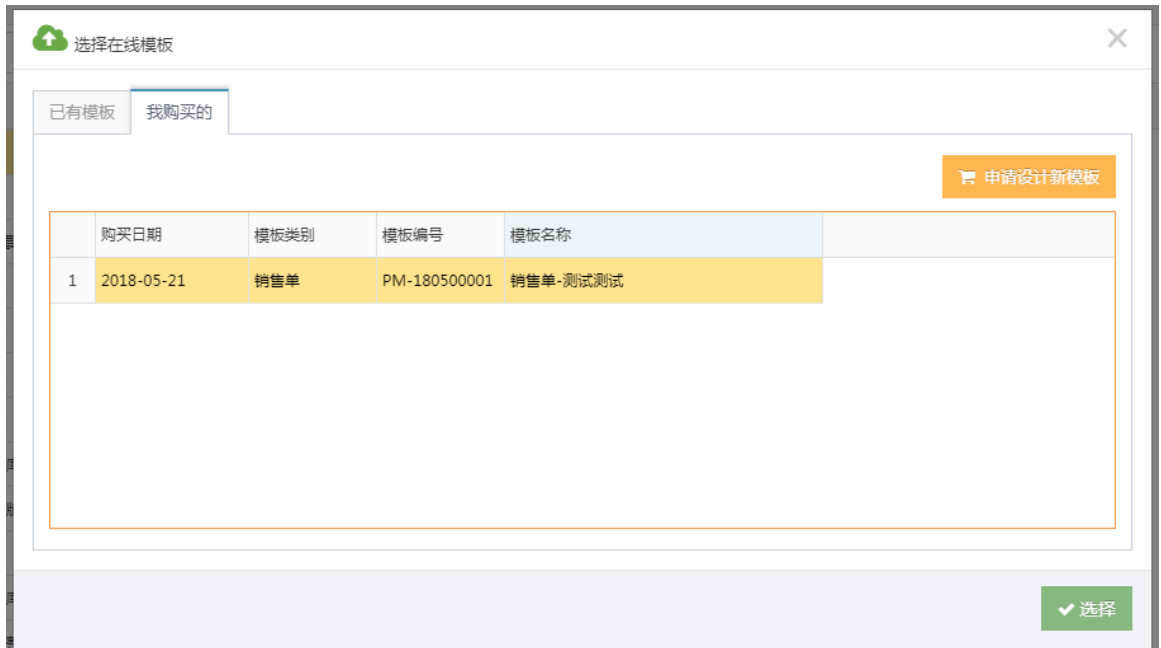 选择在线模板
已有模板 我购买的
申请设计新模板
购买日期 模板类别 模板编号 模板名称
1 2018-05-21 销售单 PM-180500001 销售单-测试测试
选择